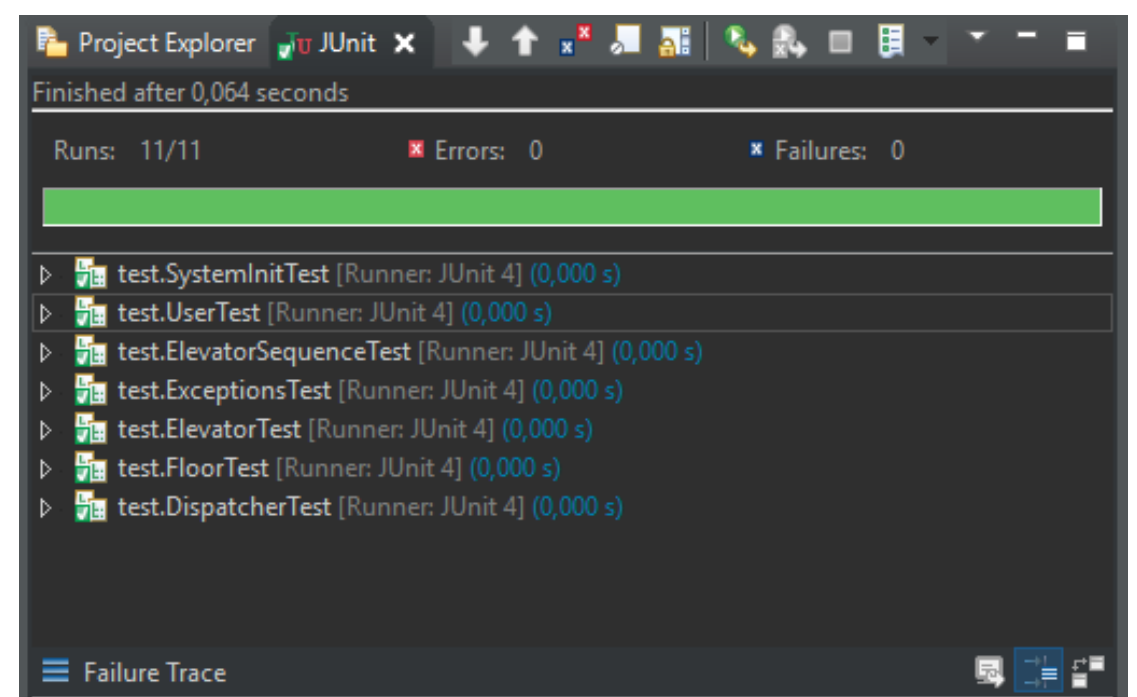 Project Explorer JUnit
Finished after 0,064 seconds
Runs: 11/11 Errors: 0 Failures: 0
test.SystemInitTest [Runner: JUnit 4] (0,000 s)
test.UserTest [Runner: JUnit 4] (0,000 s)
test.ElevatorSequenceTest [Runner: JUnit 4] (0,000 s)
test.ExceptionsTest [Runner: JUnit 4] (0,000 s)
test.ElevatorTest [Runner: JUnit 4] (0,000 s)
test.FloorTest [Runner: JUnit 4] (0,000 s)
test.DispatcherTest [Runner: JUnit 4] (0,000 s)
Failure Trace